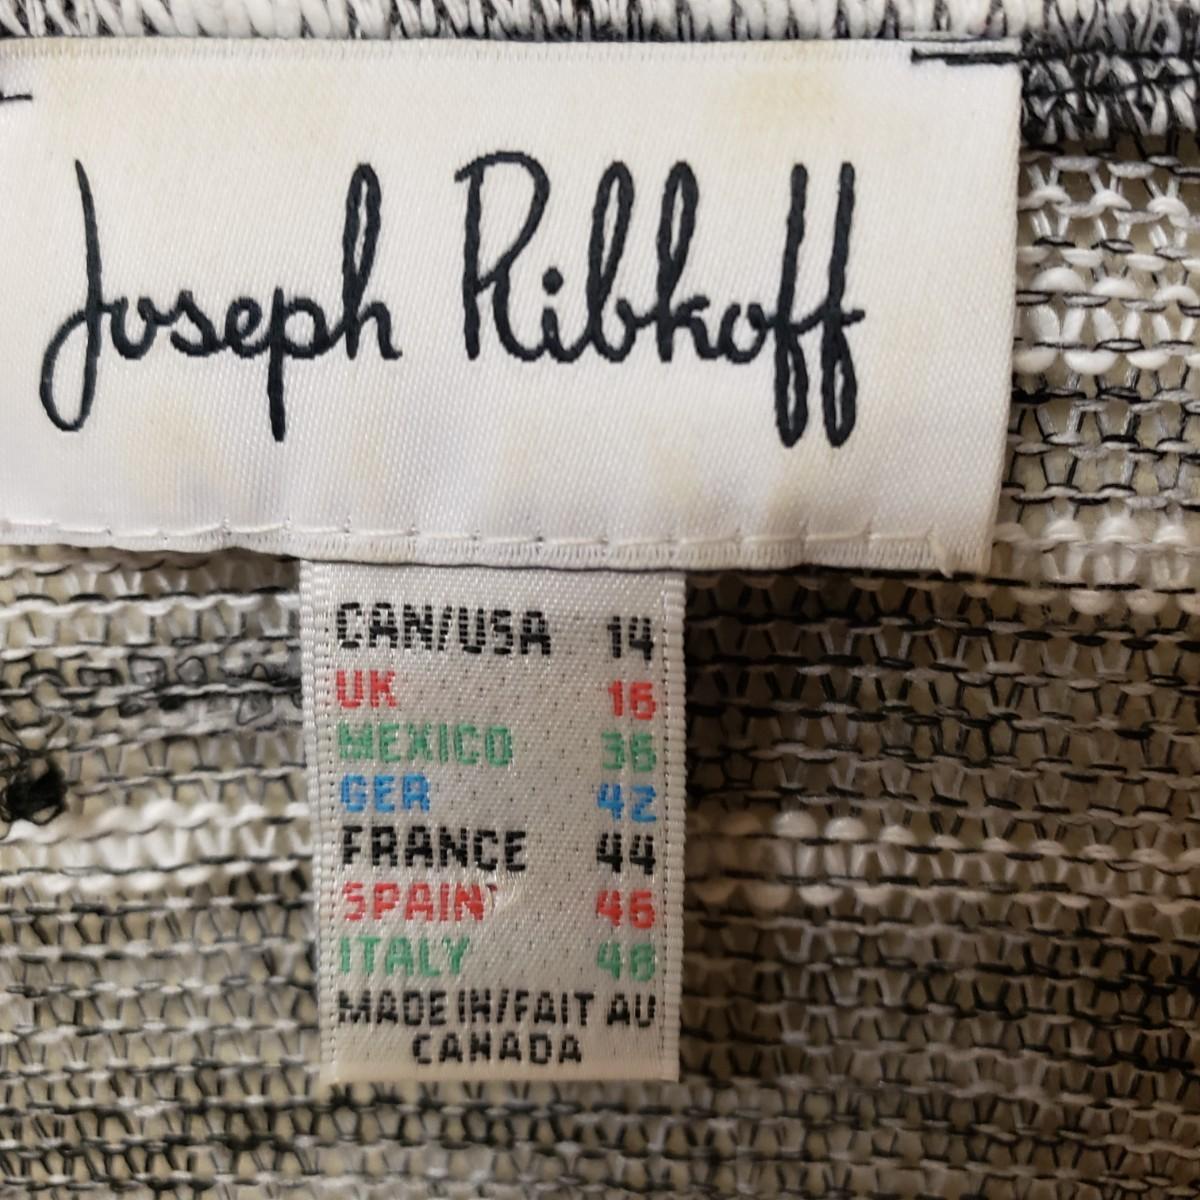 Joseph Ribkoff
CAN/USA 14
UK 16
MEXICO 36
GER 42
FRANCE 44
SPAIN 46
ITALY 48
MADE IN/FAIT AU
CANADA